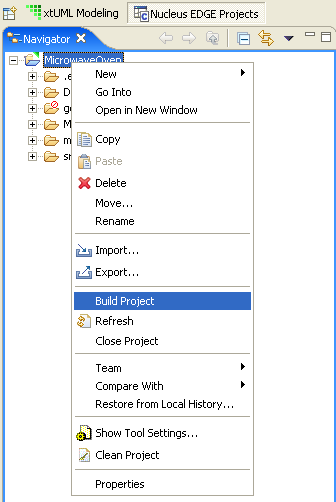 xtUML Modeling
Nucleus EDGE Projects
Navigator
MicrowaveOven
.e
D
ge
M
m
sr
New
Go Into
Open in New Window
Copy
Paste
Delete
Move...
Rename
Import...
Export...
Build Project
Refresh
Close Project
Team
Compare With
Restore from Local History...
Show Tool Settings...
Clean Project
Properties